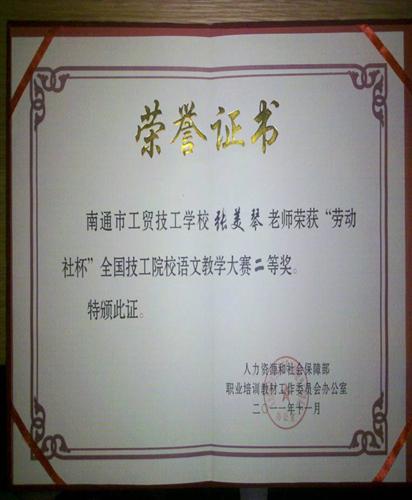 荣誉证书
南通市工贸技工学校张美琴老师荣获“劳动
社杯”全国技工院校语文教学大赛二等奖。
特颁此证。
人力资源和社会保障部
职业培训教材工作委员会办公室
二〇一一年十一月